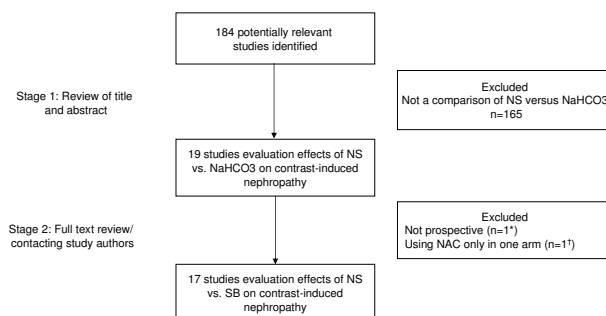 184 potentially relevant
studies identified
Stage 1: Review of title
and abstract
Excluded
Not a comparison of NS versus NaHCO3
n=165
19 studies evaluation effects of NS
vs. NaHCO3 on contrast-induced
nephropathy
Stage 2: Full text review/
contacting study authors
Excluded
Not prospective (n=1*)
Using NAC only in one arm (n=1†)
17 studies evaluation effects of NS
vs. SB on contrast-induced
nephropathy